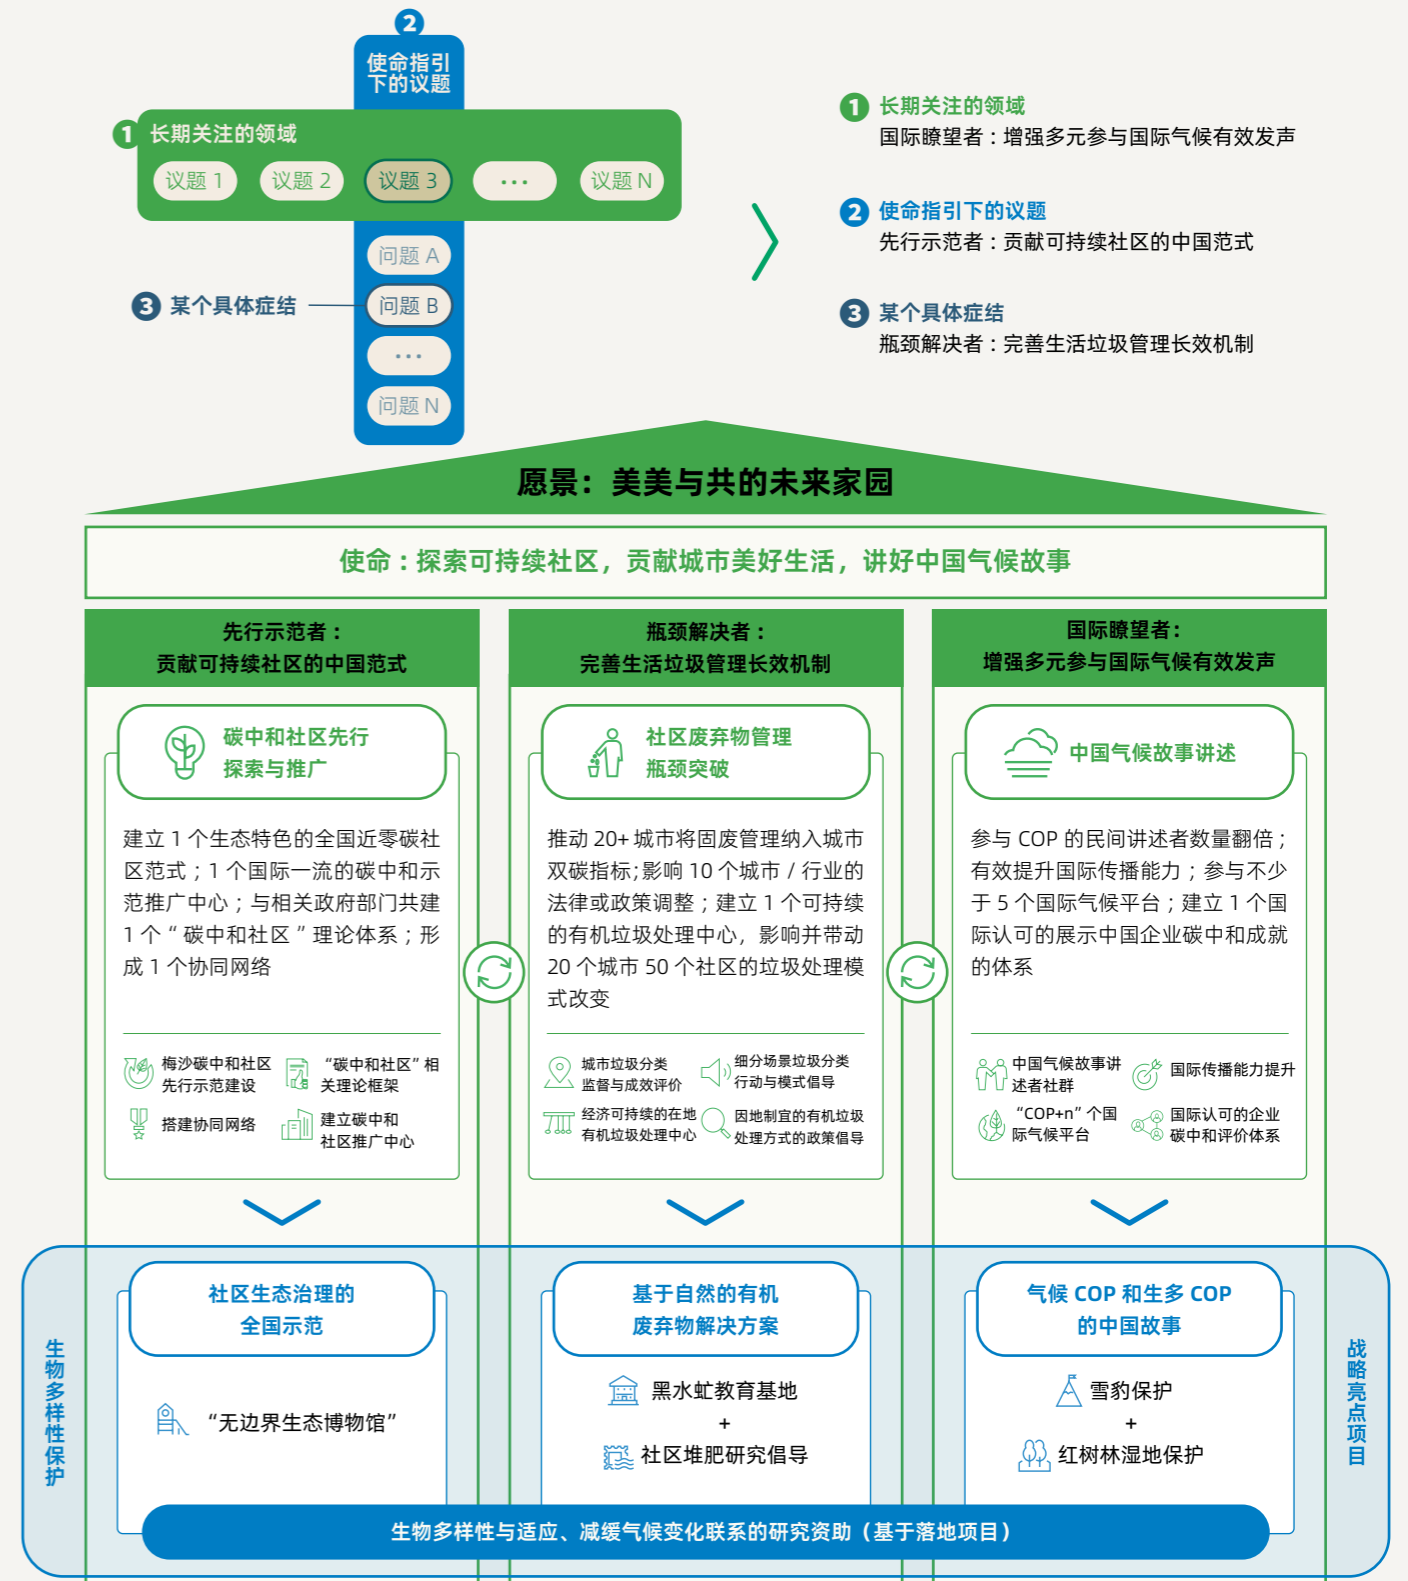 2
使命指引
下的议题
1 长期关注的领域
议题 1
议题 2
议题 3
···
议题 N
问题 A
3 某个具体症结
问题 B
···
问题 N
1 长期关注的领域
国际瞭望者：增强多元参与国际气候有效发声
2 使命指引下的议题
先行示范者：贡献可持续社区的中国范式
3 某个具体症结
瓶颈解决者：完善生活垃圾管理长效机制
愿景：美美与共的未来家园
使命：探索可持续社区，贡献城市美好生活，讲好中国气候故事
先行示范者：
贡献可持续社区的中国范式
碳中和社区先行
探索与推广
建立 1 个生态特色的全国近零碳社
区范式；1 个国际一流的碳中和示
范推广中心；与相关政府部门共建
1 个“碳中和社区”理论体系；形
成 1 个协同网络
梅沙碳中和社区
先行示范建设
“碳中和社区”相
关理论框架
搭建协同网络
建立碳中和
社区推广中心
瓶颈解决者：
完善生活垃圾管理长效机制
社区废弃物管理
瓶颈突破
推动 20+ 城市将固废管理纳入城市
双碳指标；影响 10 个城市 / 行业的
法律或政策调整；建立 1 个可持续
的有机垃圾处理中心，影响并带动
20 个城市 50 个社区的垃圾处理模
式改变
城市垃圾分类
监督与成效评价
细分场景垃圾分类
行动与模式倡导
经济可持续的在地
有机垃圾处理中心
因地制宜的有机垃圾
处理方式的政策倡导
国际瞭望者：
增强多元参与国际气候有效发声
中国气候故事讲述
参与 COP 的民间讲述者数量翻倍；
有效提升国际传播能力；参与不少
于 5 个国际气候平台；建立 1 个国
际认可的展示中国企业碳中和成就
的体系
中国气候故事讲
述者社群
国际传播能力提升
“COP+n”个国
际气候平台
国际认可的企业
碳中和评价体系
生物多样性保护
社区生态治理的
全国示范
“无边界生态博物馆”
基于自然的有机
废弃物解决方案
黑水虻教育基地
+
社区堆肥研究倡导
气候 COP 和生多 COP
的中国故事
雪豹保护
+
红树林湿地保护
战略亮点项目
生物多样性与适应、减缓气候变化联系的研究资助（基于落地项目）